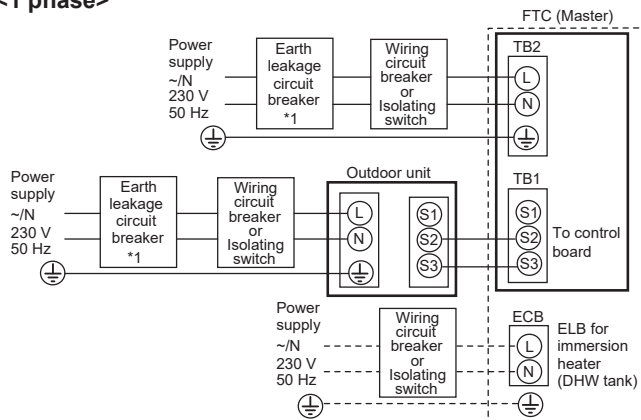 <1 phase>
FTC (Master)
Power
supply
~/N
230 V
50 Hz
Earth
leakage
circuit
breaker
*1
Wiring
circuit
breaker
or
Isolating
switch
TB2
L
N
Power
supply
~/N
230 V
50 Hz
Earth
leakage
circuit
breaker
*1
Wiring
circuit
breaker
or
Isolating
switch
Outdoor unit
L
N
S1
S2
S3
TB1
S1
S2
S3
To control
board
Power
supply
~/N
230 V
50 Hz
Wiring
circuit
breaker
or
Isolating
switch
ECB
L
N
ELB for
immersion
heater
(DHW tank)